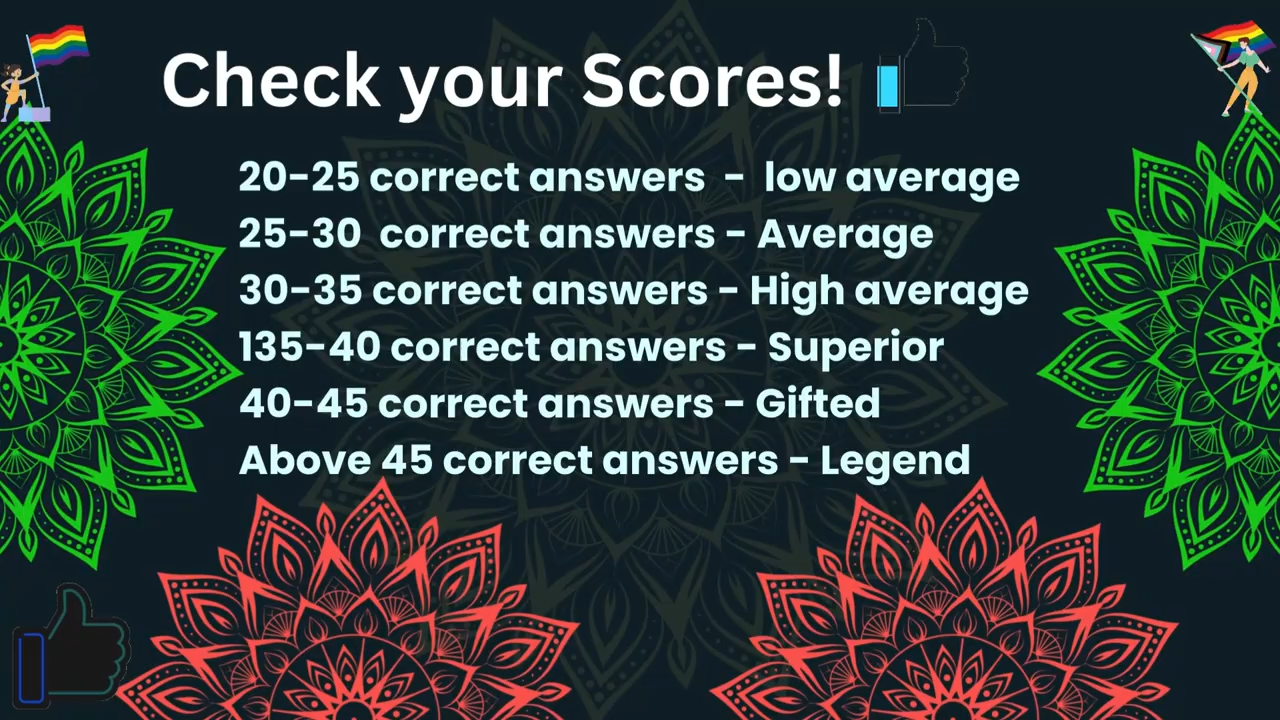 Check your Scores!
20-25 correct answers - low average
25-30 correct answers - Average
30-35 correct answers - High average
135-40 correct answers - Superior
40-45 correct answers - Gifted
Above 45 correct answers - Legend